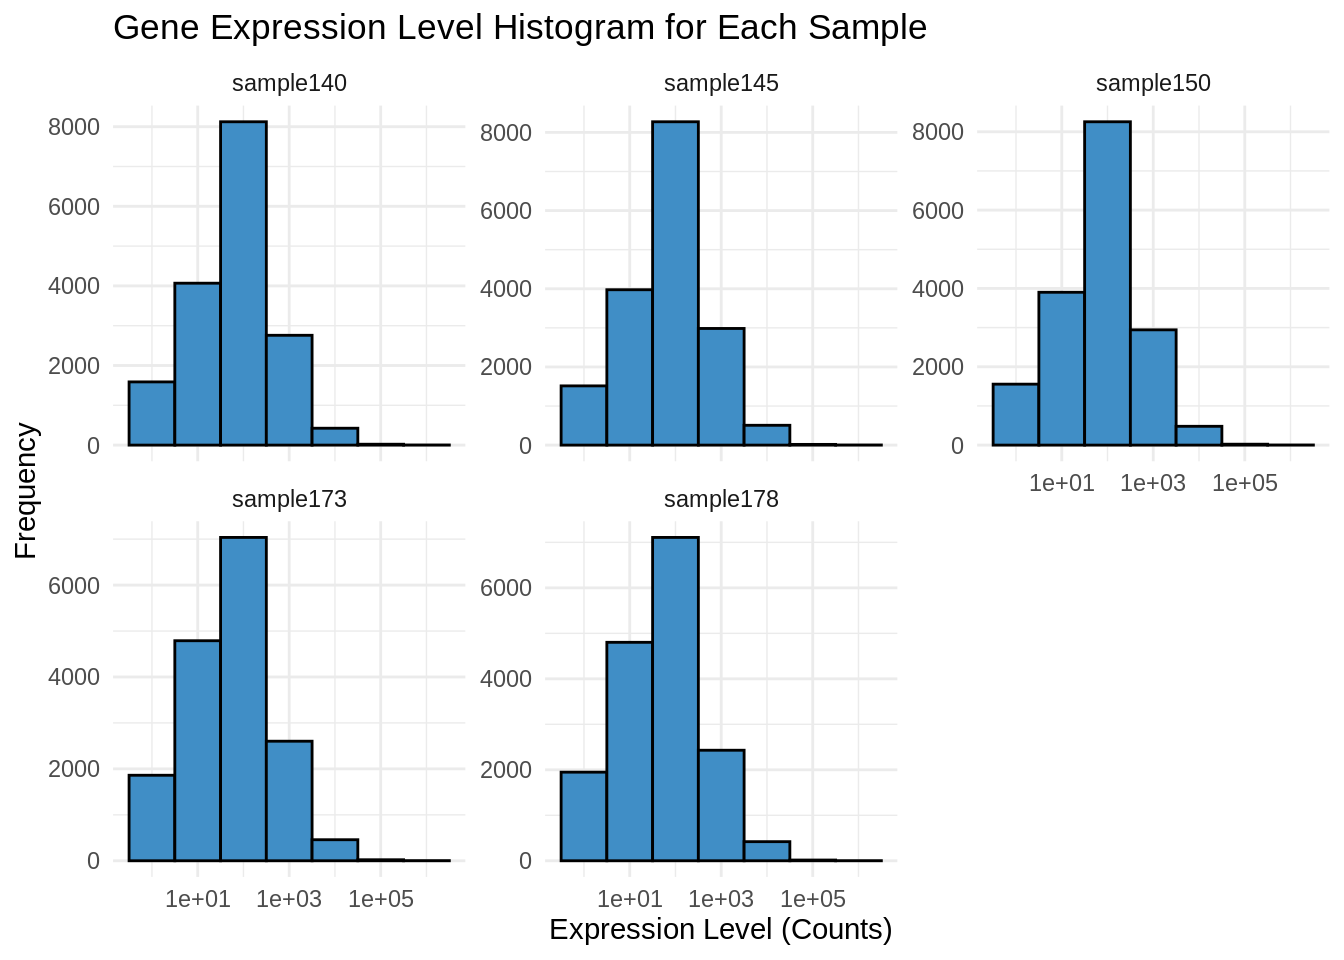 Gene Expression Level Histogram for Each Sample
sample140
sample145
sample150
8000
6000
4000
2000
0
8000
6000
4000
2000
0
8000
6000
4000
2000
0
1e+01 1e+03 1e+05
Frequency
sample173
sample178
6000
4000
2000
0
6000
4000
2000
0
1e+01 1e+03 1e+05
1e+01 1e+03 1e+05
Expression Level (Counts)